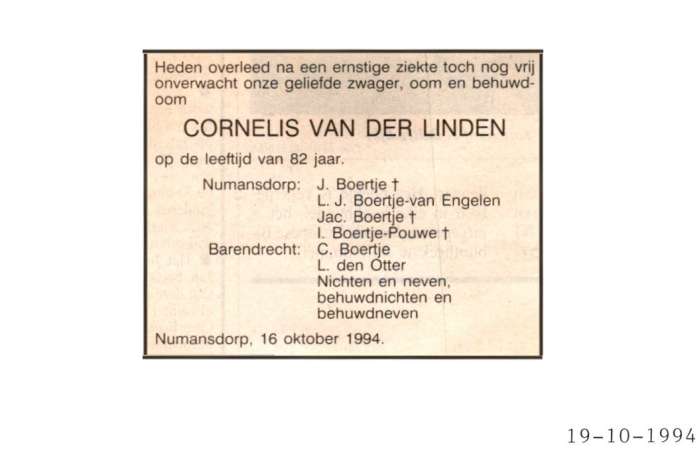 Heden overleed na een ernstige ziekte toch nog vrij
onverwacht onze geliefde zwager, oom en behuwd-
oom
CORNELIS VAN DER LINDEN
op de leeftijd van 82 jaar.
Numansdorp: J. Boertje †
L. J. Boertje-van Engelen
Jac. Boertje †
I. Boertje-Pouwe †
Barendrecht: C. Boertje
L. den Otter
Nichten en neven,
behuwdnichten en
behuwdneven
Numansdorp, 16 oktober 1994.
19-10-1994